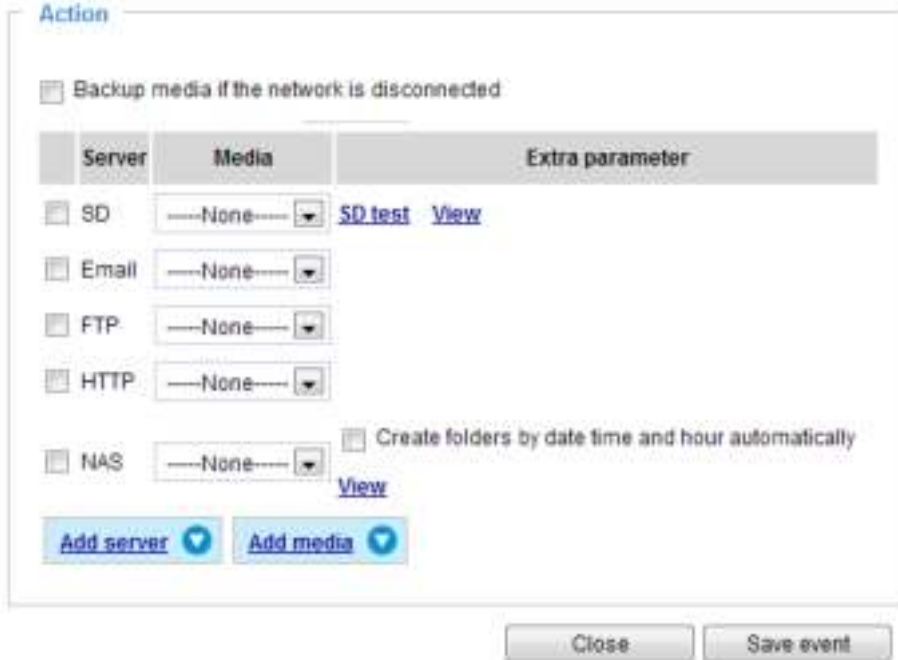 Action
Backup media if the network is disconnected
Server Media Extra parameter
SD -----None----- SD test View
Email -----None-----
FTP -----None-----
HTTP -----None-----
Create folders by date time and hour automatically
NAS -----None-----
View
Add server Add media
Close Save event